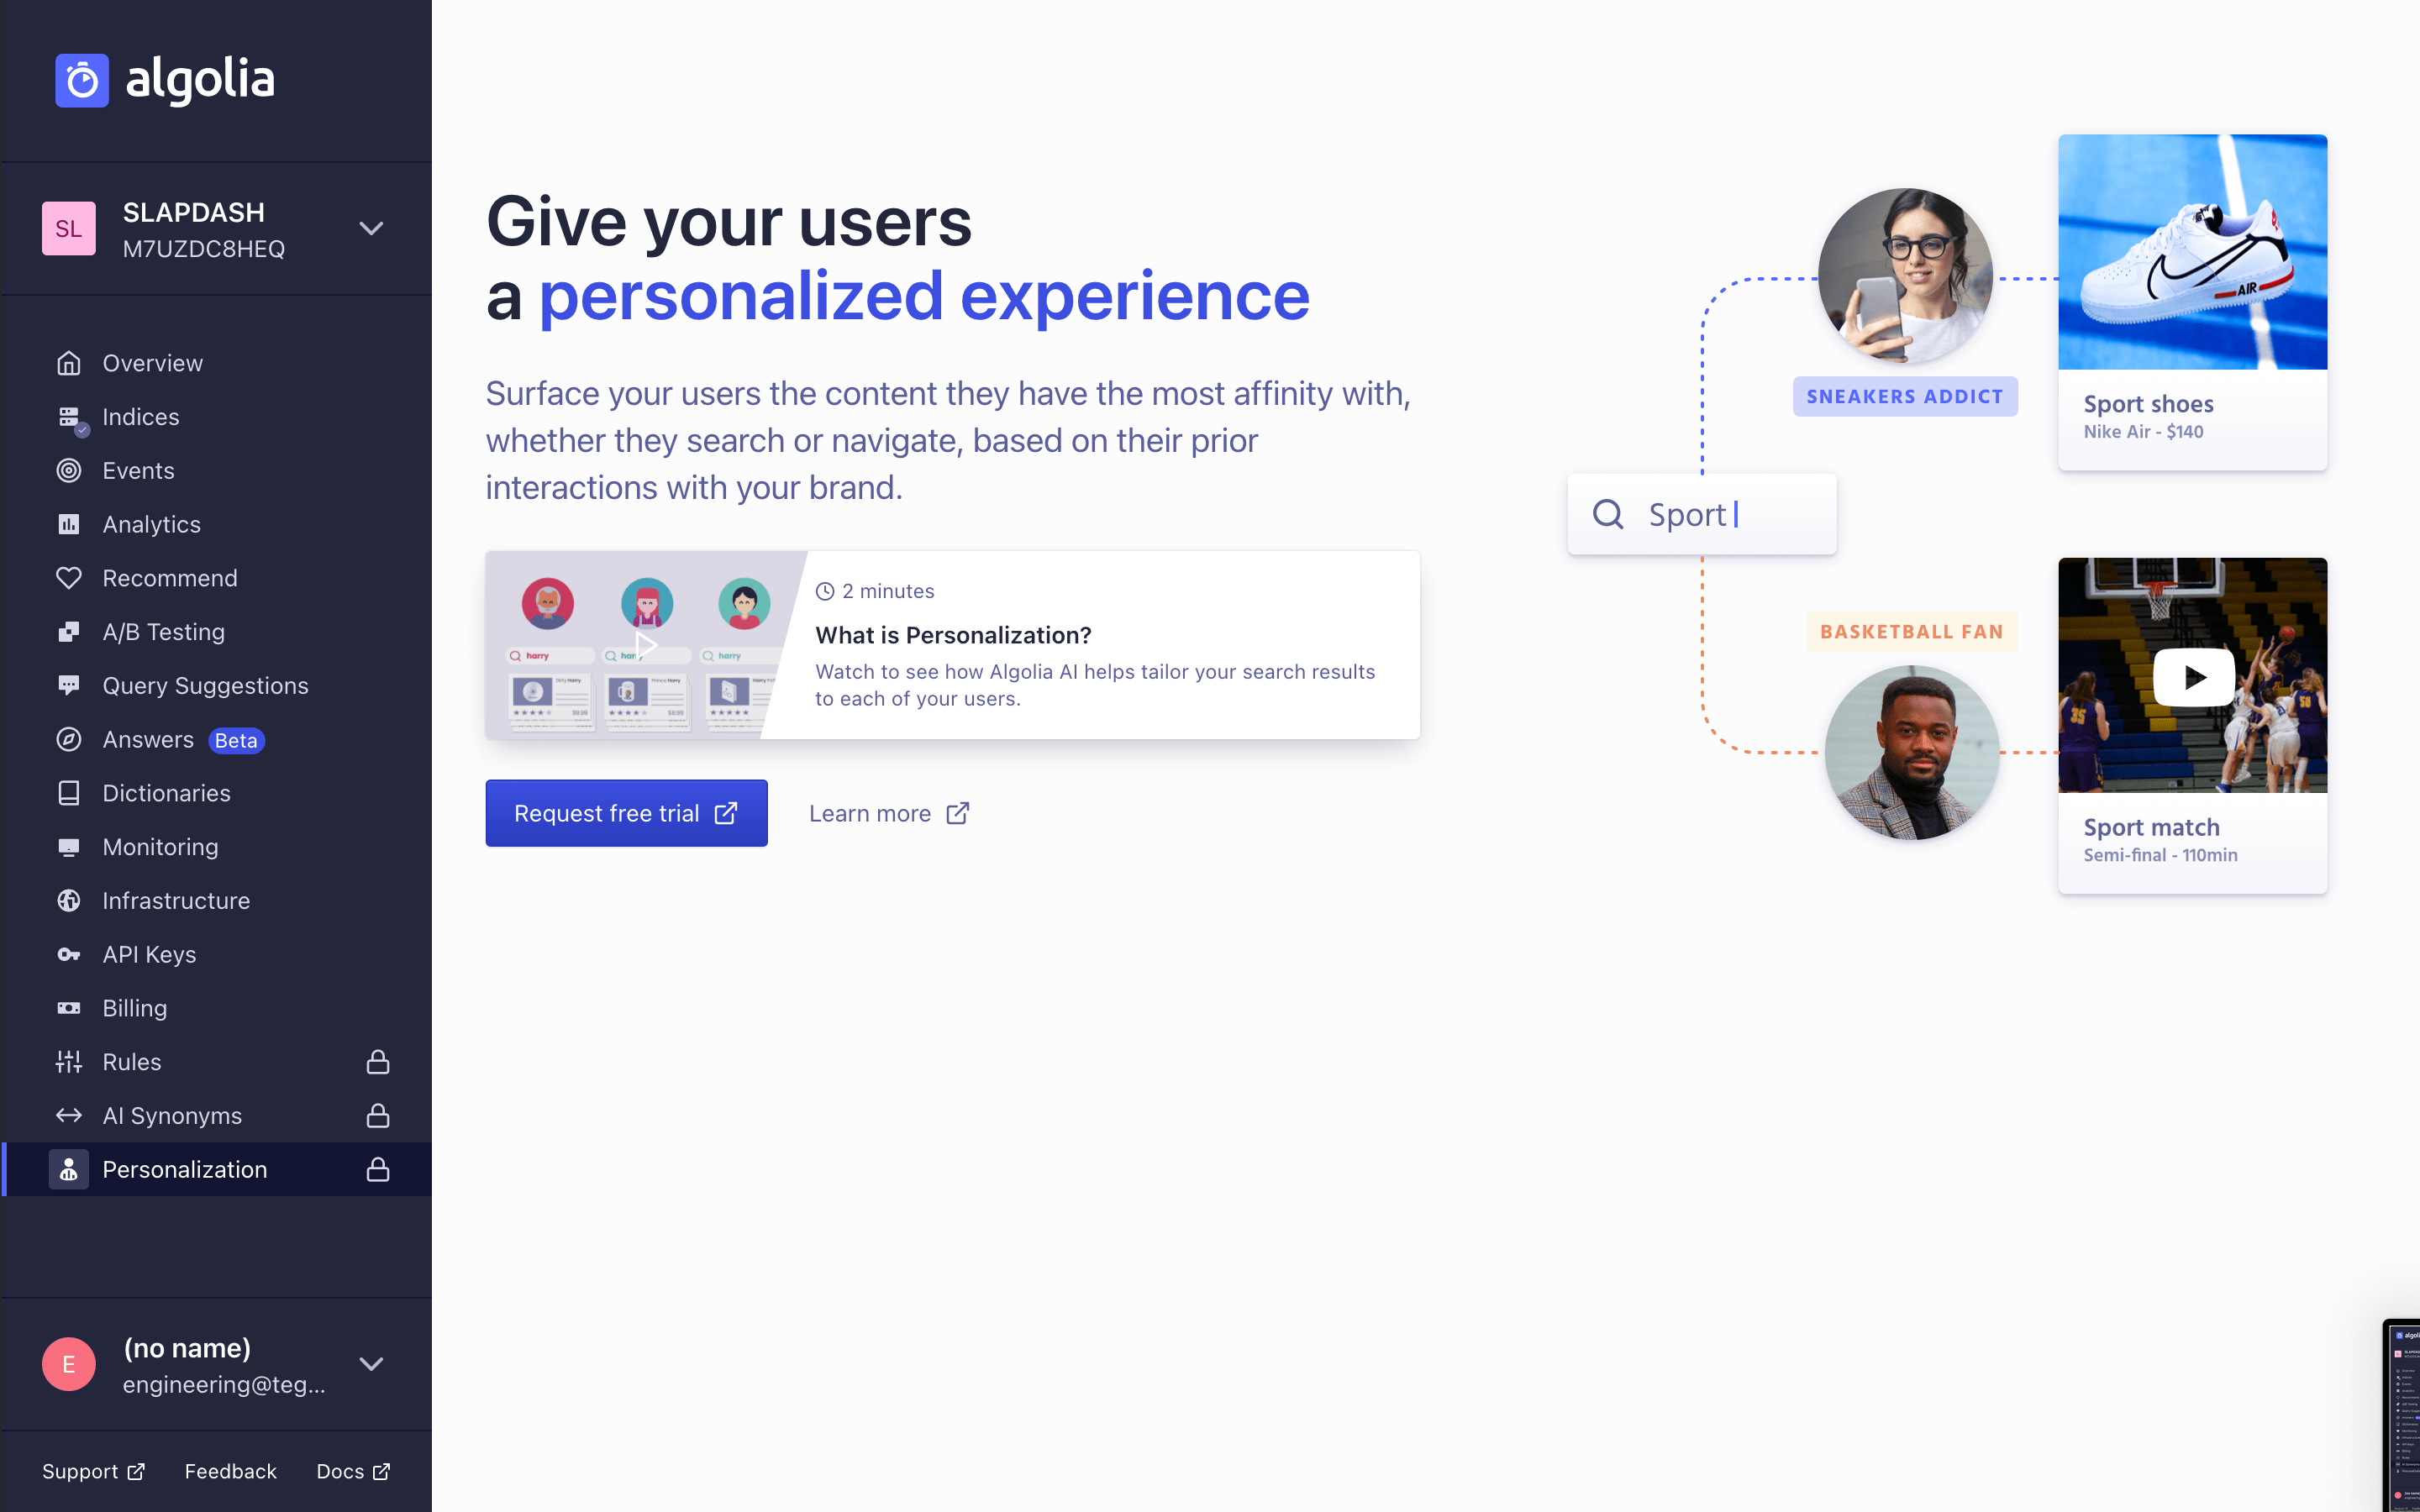 algolia
SL
SLAPDASH
M7UZDC8HEQ
Overview
Indices
Events
Analytics
Recommend
A/B Testing
Query Suggestions
Answers Beta
Dictionaries
Monitoring
Infrastructure
API Keys
Billing
Rules
AI Synonyms
Personalization
E
(no name)
engineering@teg...
Support
Feedback
Docs
Give your users
a personalized experience
Surface your users the content they have the most affinity with,
whether they search or navigate, based on their prior
interactions with your brand.
harry
harry
2 minutes
What is Personalization?
Watch to see how Algolia AI helps tailor your search results
to each of your users.
Request free trial
Learn more
AIR
SNEAKERS ADDICT
Sport shoes
Nike Air - $140
Sport
BASKETBALL FAN
35
Sport match
Semi-final - 110min